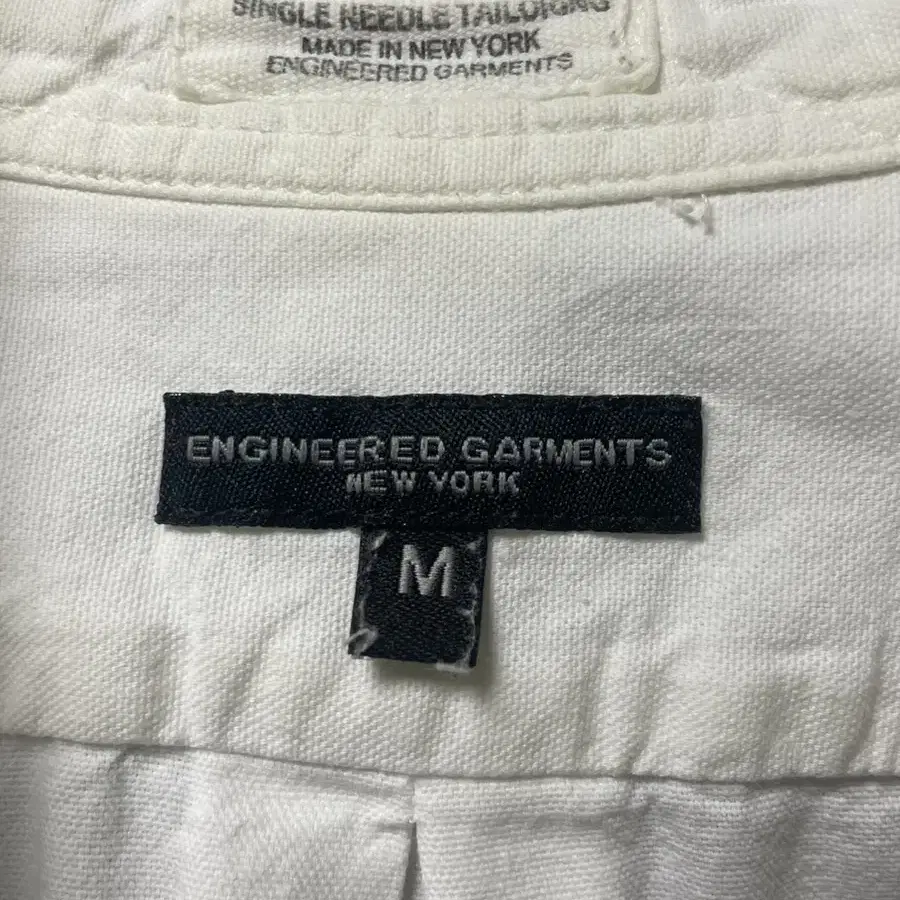 SINGLE NEEDLE TAILORING
MADE IN NEW YORK
ENGINEERED GARMENTS
ENGINEERED GARMENTS
NEW YORK
M